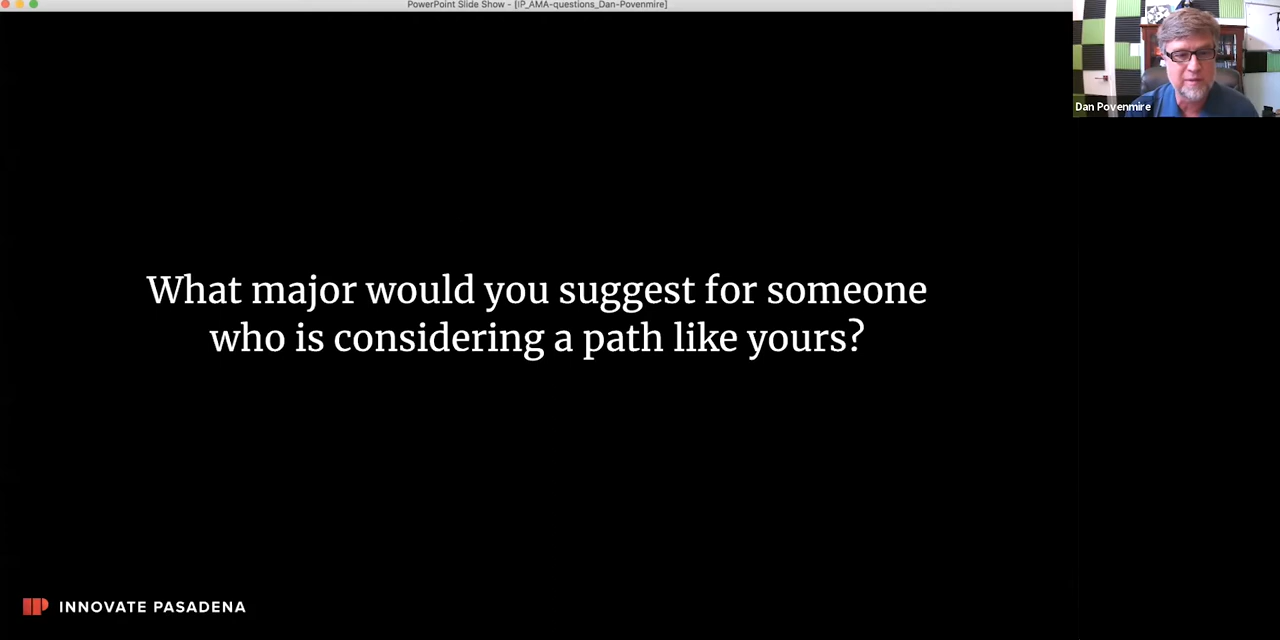 PowerPoint Slide Show - [IP_AMA-questions_Dan-Povenmire]
Dan Povenmire
What major would you suggest for someone
who is considering a path like yours?
INNOVATE PASADENA